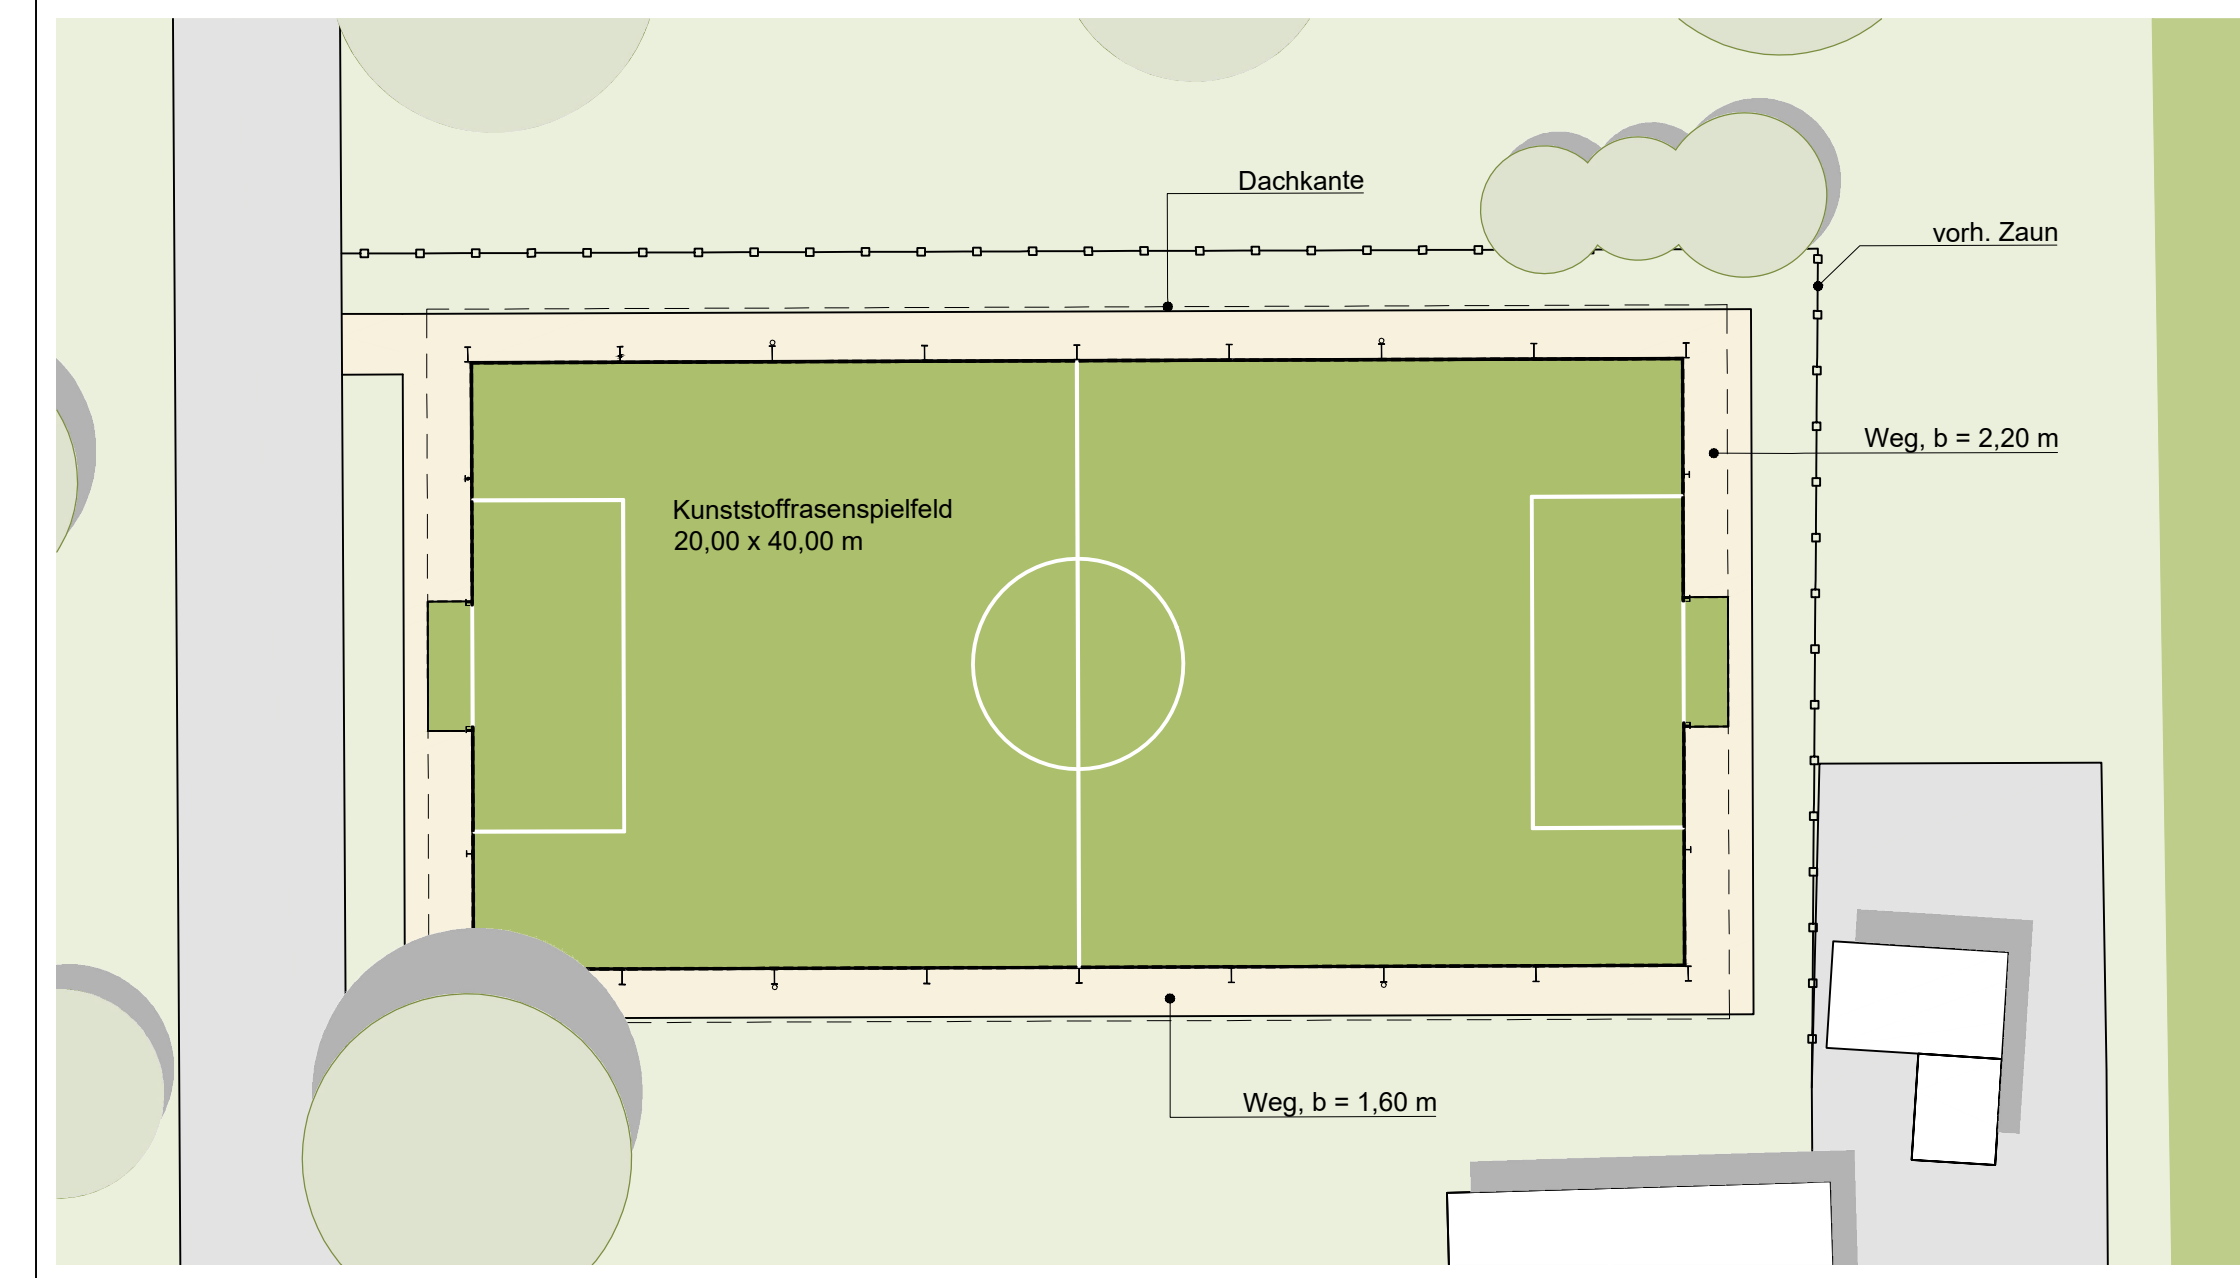 Dachkante
vorh. Zaun
Weg, b = 2,20 m
Kunststoffrasenspielfeld
20,00 x 40,00 m
Weg, b = 1,60 m